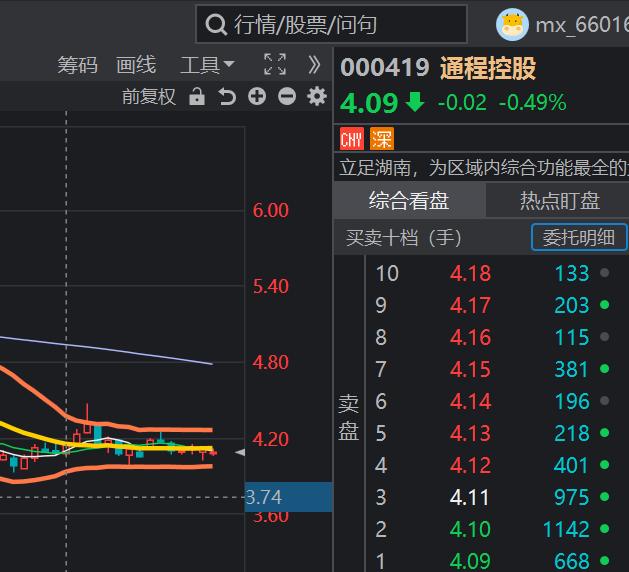 行情/股票/问句
mx_66016
筹码 画线 工具
前复权
000419 通程控股
4.09 -0.02 -0.49%
CNY 深
立足湖南，为区域内综合功能最全的
综合看盘 热点盯盘
买卖十档（手） 委托明细
6.00
5.40
4.80
4.20
3.74
3.60
卖盘
10 4.18 133
9 4.17 203
8 4.16 115
7 4.15 381
6 4.14 196
5 4.13 218
4 4.12 401
3 4.11 975
2 4.10 1142
1 4.09 668